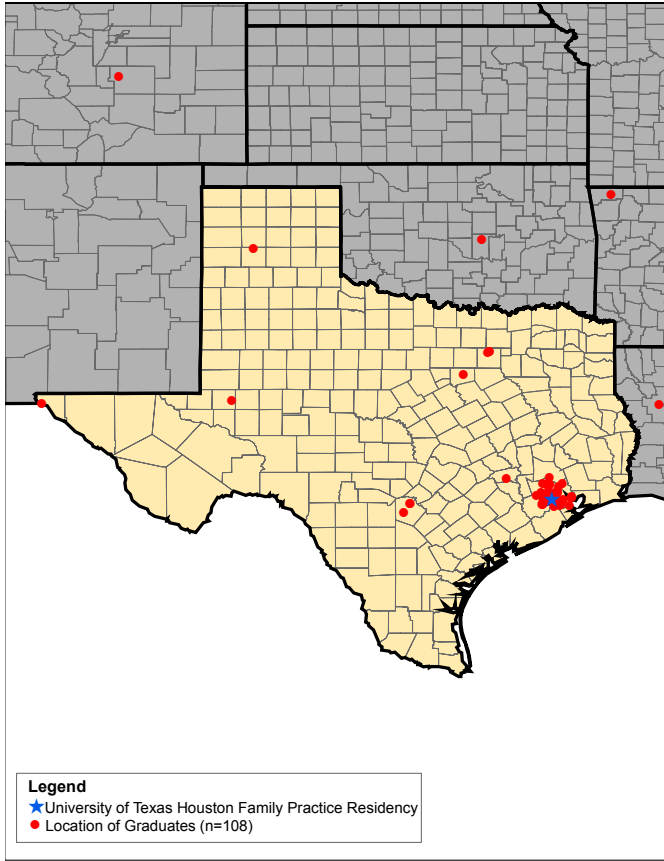 Legend
University of Texas Houston Family Practice Residency
Location of Graduates (n=108)